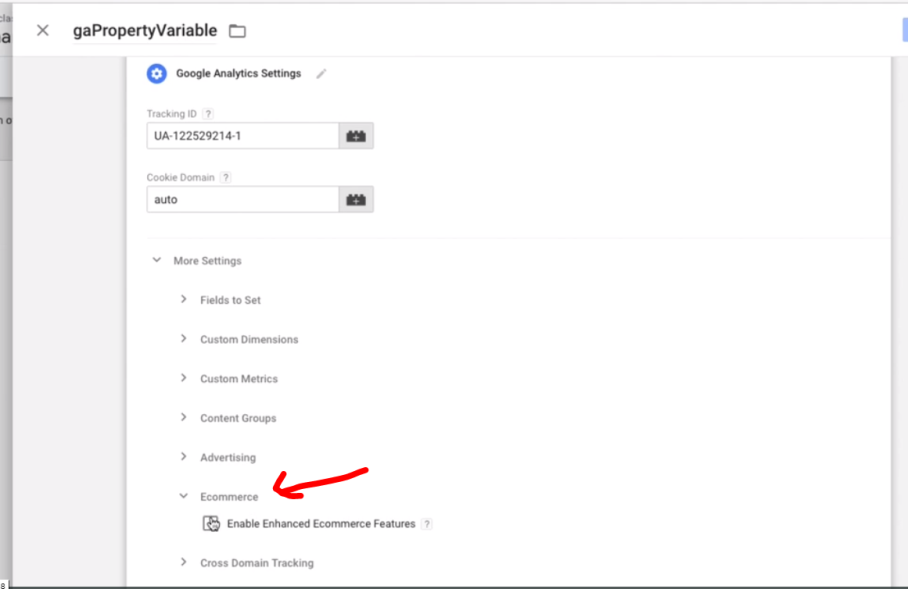 gaPropertyVariable
Google Analytics Settings
Tracking ID ?
UA-122529214-1
Cookie Domain ?
auto
More Settings
Fields to Set
Custom Dimensions
Custom Metrics
Content Groups
Advertising
Ecommerce
Enable Enhanced Ecommerce Features ?
Cross Domain Tracking
8